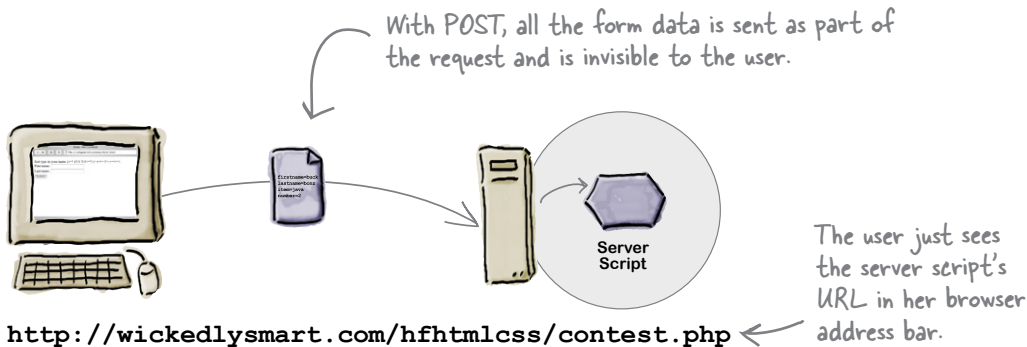 With POST, all the form data is sent as part of
the request and is invisible to the user.
firstname=buck
lastname=bonz
item=java
number=2
Server
Script
The user just sees
the server script's
URL in her browser
address bar.
http://wickedlysmart.com/hfhtmlcss/contest.php